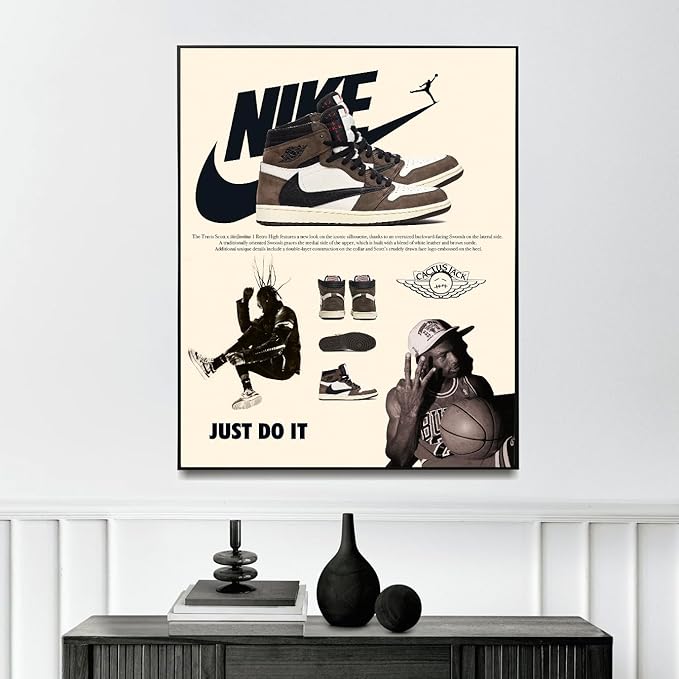 NIKE
The Travis Scott x Air Jordan 1 Retro High features a new look on the iconic silhouette, thanks to an oversized backward-facing Swoosh on the lateral side.
A traditionally oriented Swoosh graces the medial side of the upper, which is built with a blend of white leather and brown suede.
Additional unique details include a double-layer construction on the collar and Scott's crudely drawn face logo embossed on the heel.
CACTUS JACK
JUST DO IT